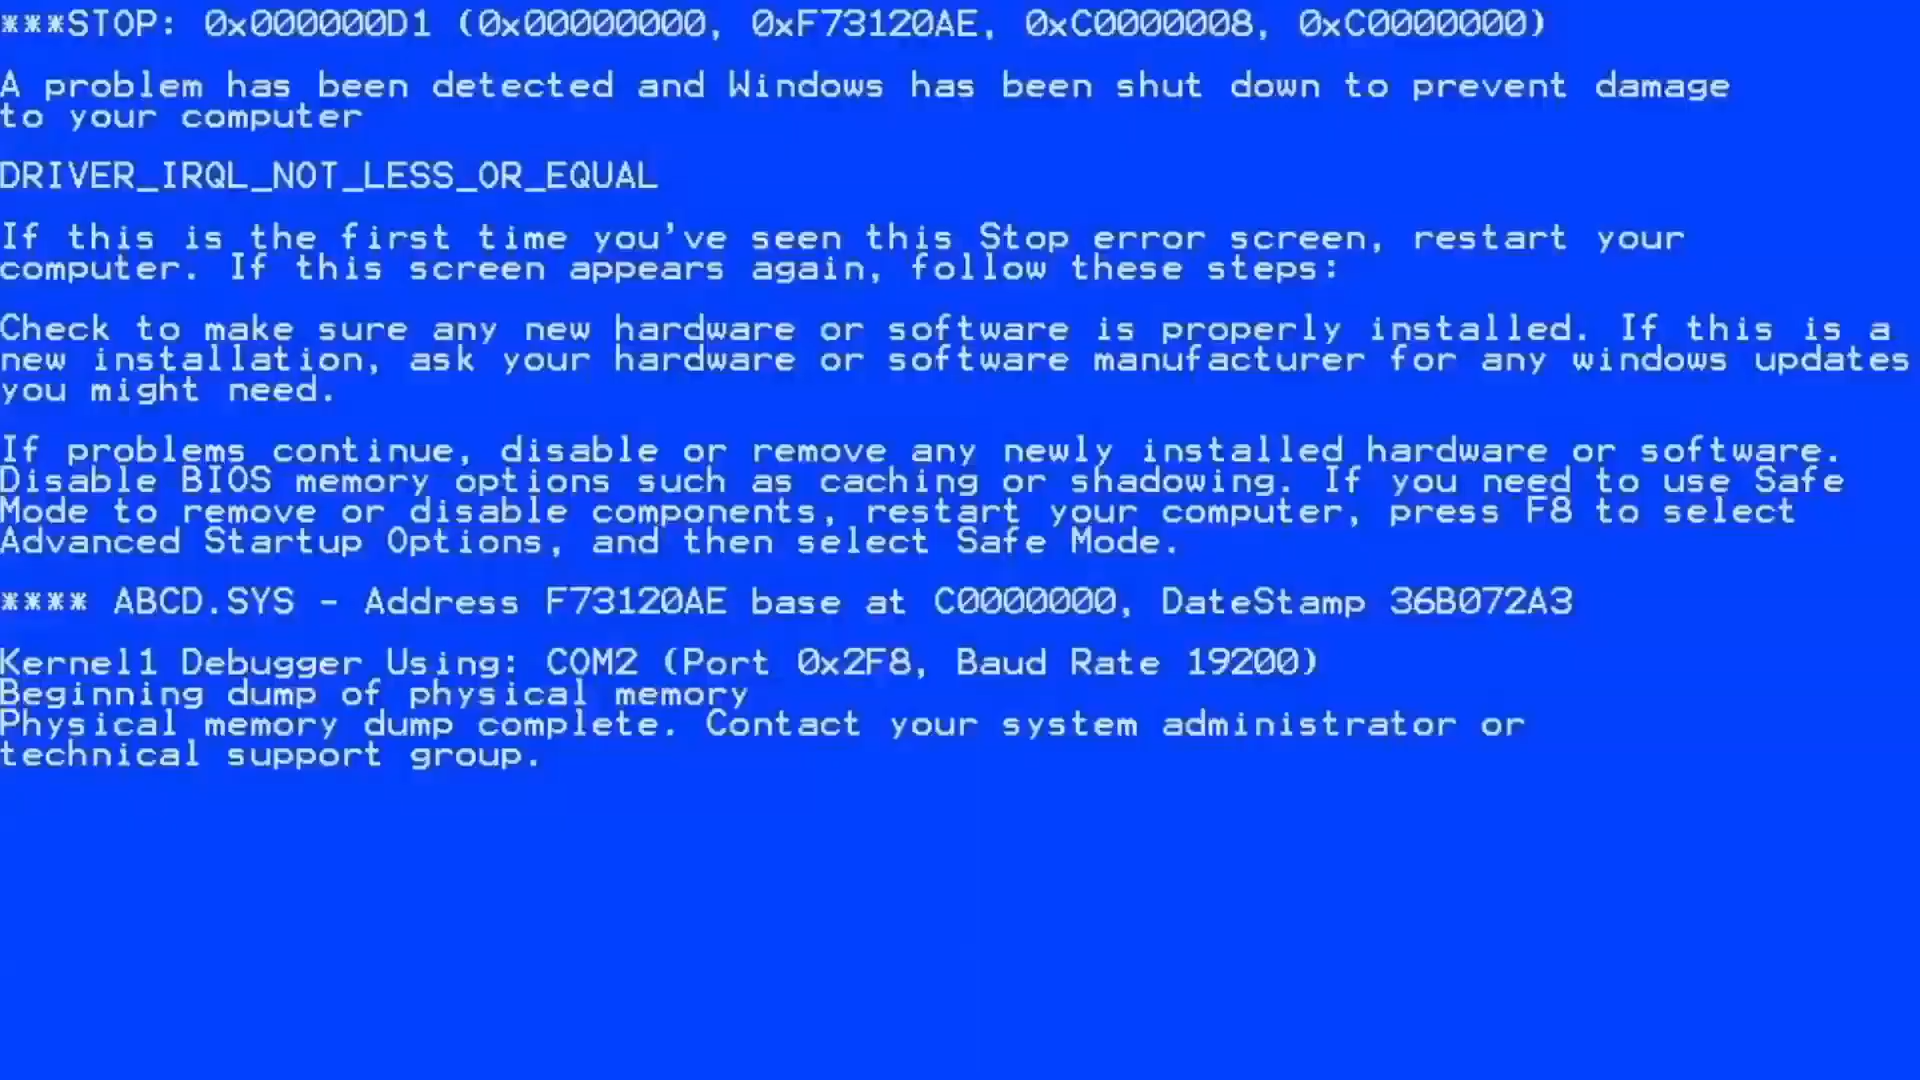 ***STOP: 0x000000D1 (0x00000000, 0xF73120AE, 0xC0000008, 0xC0000000)
A problem has been detected and Windows has been shut down to prevent damage
to your computer
DRIVER_IRQL_NOT_LESS_OR_EQUAL
If this is the first time you've seen this Stop error screen, restart your
computer. If this screen appears again, follow these steps:
Check to make sure any new hardware or software is properly installed. If this is a
new installation, ask your hardware or software manufacturer for any windows updates
you might need.
If problems continue, disable or remove any newly installed hardware or software.
Disable BIOS memory options such as caching or shadowing. If you need to use Safe
Mode to remove or disable components, restart your computer, press F8 to select
Advanced Startup Options, and then select Safe Mode.
**** ABCD.SYS - Address F73120AE base at C0000000, DateStamp 36B072A3
Kernel1 Debugger Using: COM2 (Port 0x2F8, Baud Rate 19200)
Beginning dump of physical memory
Physical memory dump complete. Contact your system administrator or
technical support group.